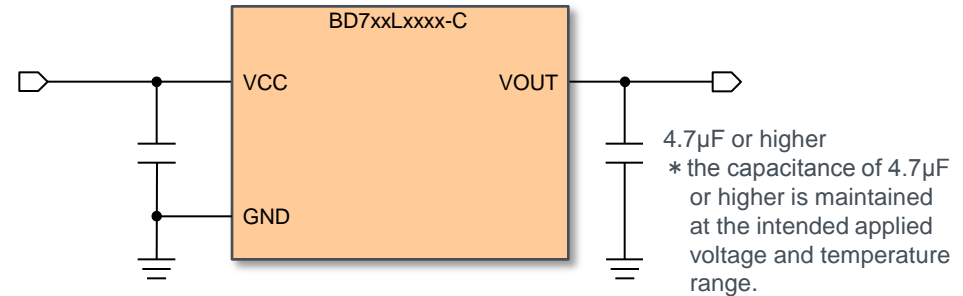 BD7xxLxxxx-C
VCC
VOUT
GND
4.7µF or higher
* the capacitance of 4.7µF
or higher is maintained
at the intended applied
voltage and temperature
range.